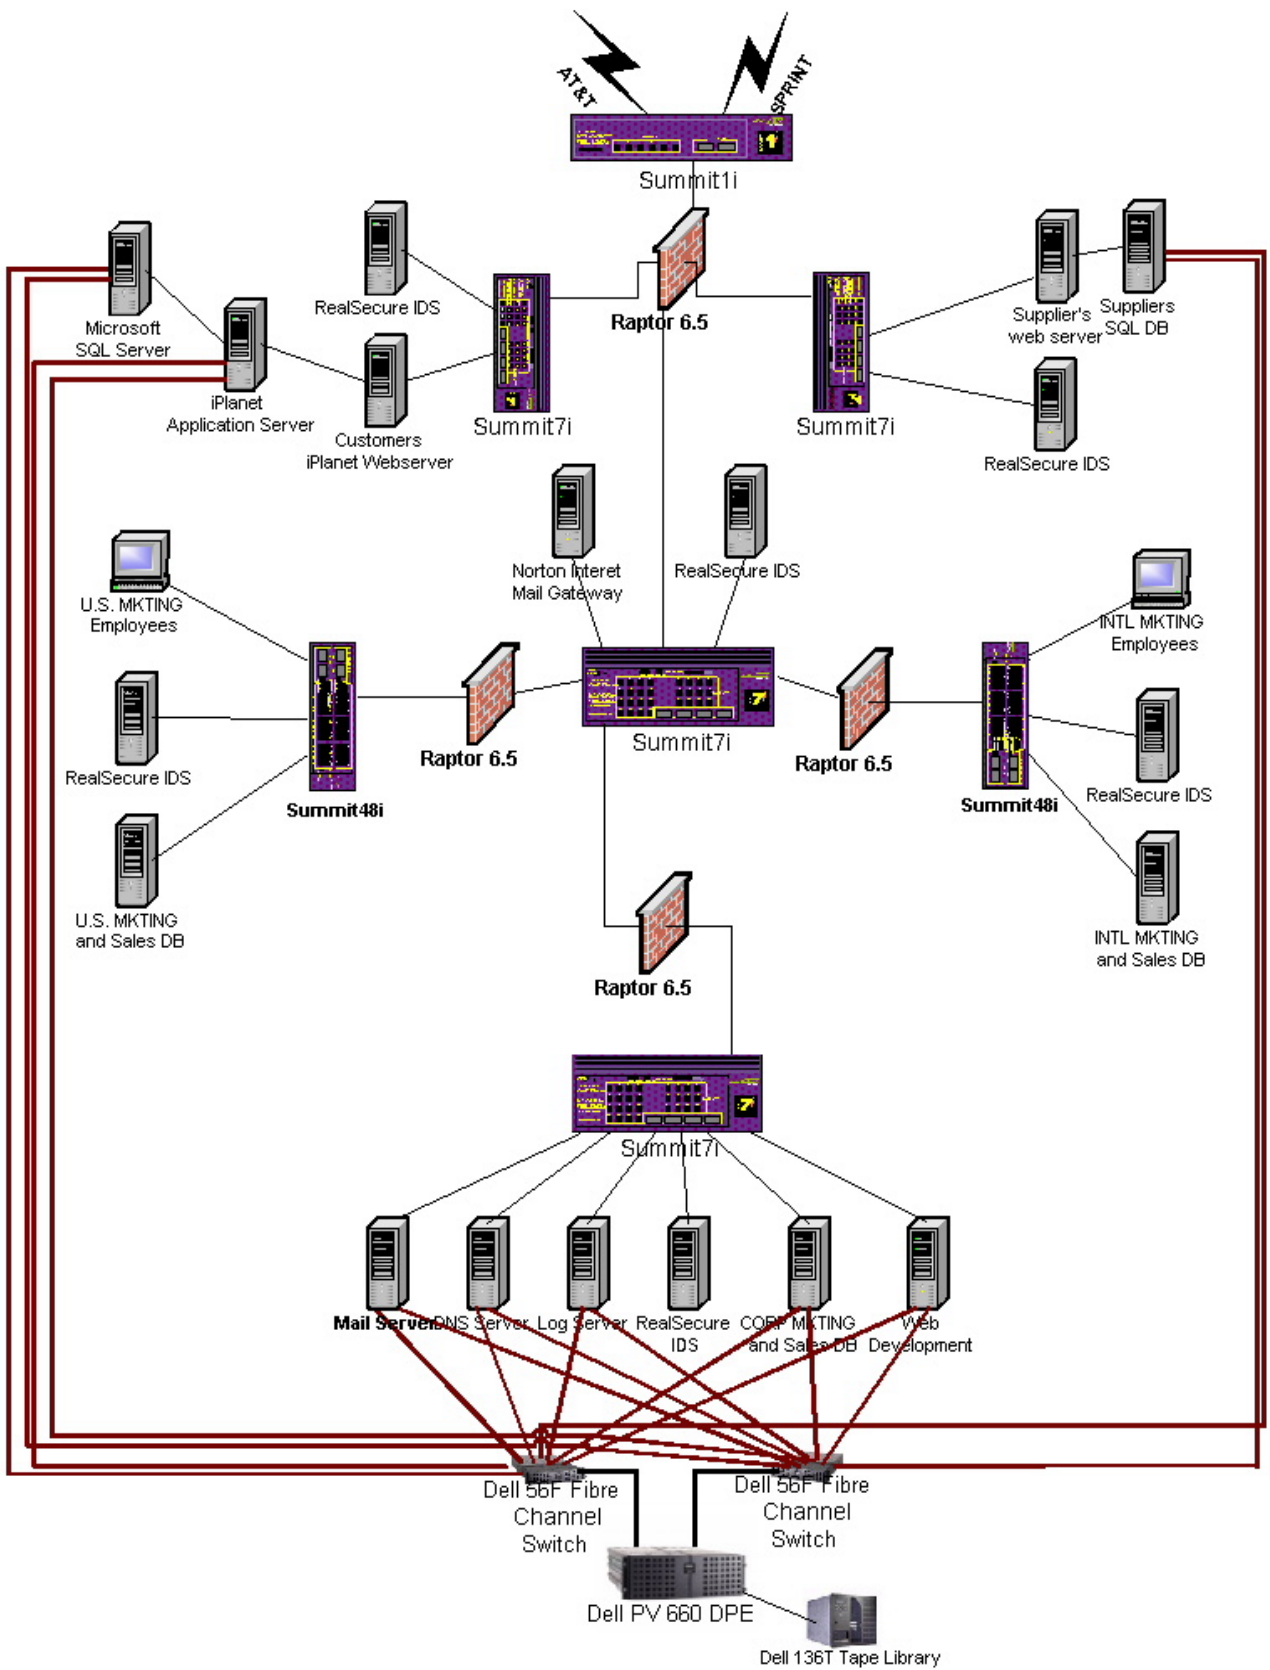 AT&T
SPRINT
Summit1i
RealSecure IDS
Microsoft
SQL Server
iPlanet
Application Server
Customers
iPlanet Webserver
Summit7i
Raptor 6.5
Summit7i
Supplier's
web server
Suppliers
SQL DB
RealSecure IDS
Norton Interet
Mail Gateway
RealSecure IDS
U.S. MKTING
Employees
INTL MKTING
Employees
RealSecure IDS
Summit48i
Raptor 6.5
Summit7i
Raptor 6.5
Summit48i
RealSecure IDS
U.S. MKTING
and Sales DB
INTL MKTING
and Sales DB
Raptor 6.5
Summit7i
Mail Server
DNS Server
Log Server
RealSecure
IDS
CORP MKTING
and Sales DB
Web
Development
Dell 56F Fibre
Channel
Switch
Dell 56F Fibre
Channel
Switch
Dell PV 660 DPE
Dell 136T Tape Library